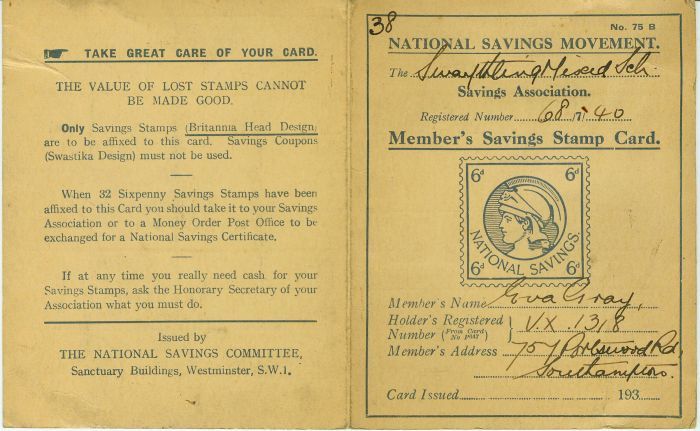 TAKE GREAT CARE OF YOUR CARD.
THE VALUE OF LOST STAMPS CANNOT
BE MADE GOOD.
Only Savings Stamps (Britannia Head Design)
are to be affixed to this card. Savings Coupons
(Swastika Design) must not be used.
When 32 Sixpenny Savings Stamps have been
affixed to this Card you should take it to your Savings
Association or to a Money Order Post Office to be
exchanged for a National Savings Certificate.
If at any time you really need cash for your
Savings Stamps, ask the Honorary Secretary of your
Association what you must do.
Issued by
THE NATIONAL SAVINGS COMMITTEE,
Sanctuary Buildings, Westminster, S.W.1.
38
No. 75 B
NATIONAL SAVINGS MOVEMENT.
The Swaythling Mixed Sch.
Savings Association.
Registered Number 68 40
Member's Savings Stamp Card.
6d 6d
NATIONAL SAVINGS.
6d 6d
Member's Name Eva Gray,
Holder's Registered
Number (From Card No P967) V.X. 1318
Member's Address 757 Portswood Rd,
Southampton.
Card Issued 193